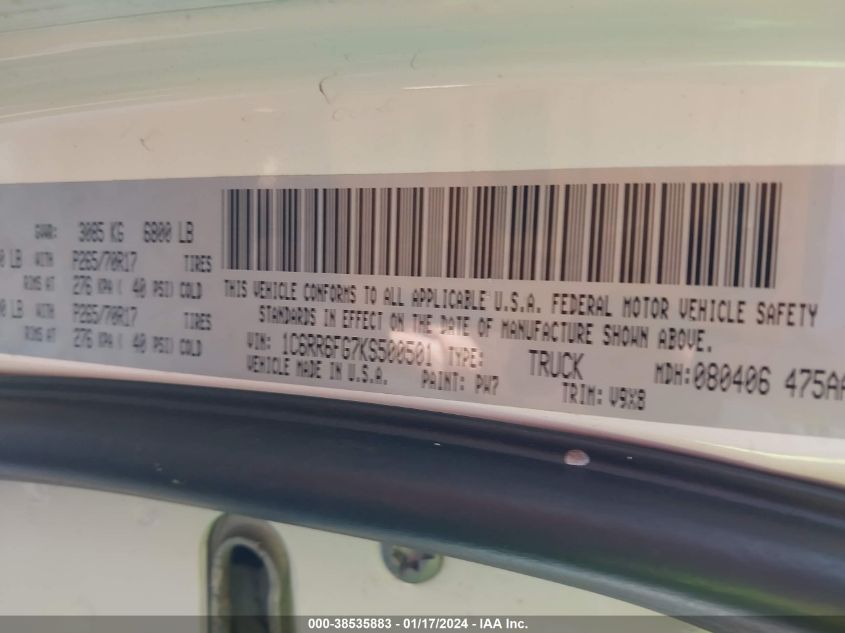 GVWR: 3085 KG 6800 LB
0 LB WITH P265/70R17 TIRES
RIMS AT 276 KPA ( 40 PSI) COLD
0 LB WITH P265/70R17 TIRES
RIMS AT 276 KPA ( 40 PSI) COLD
THIS VEHICLE CONFORMS TO ALL APPLICABLE U.S.A. FEDERAL MOTOR VEHICLE SAFETY
STANDARDS IN EFFECT ON THE DATE OF MANUFACTURE SHOWN ABOVE.
VIN: 1C6RR6FG7KS500501 TYPE: TRUCK MDH: 080406 475AA
VEHICLE MADE IN U.S.A. PAINT: PW7 TRIM: V9X8
000-38535883 - 01/17/2024 - IAA Inc.